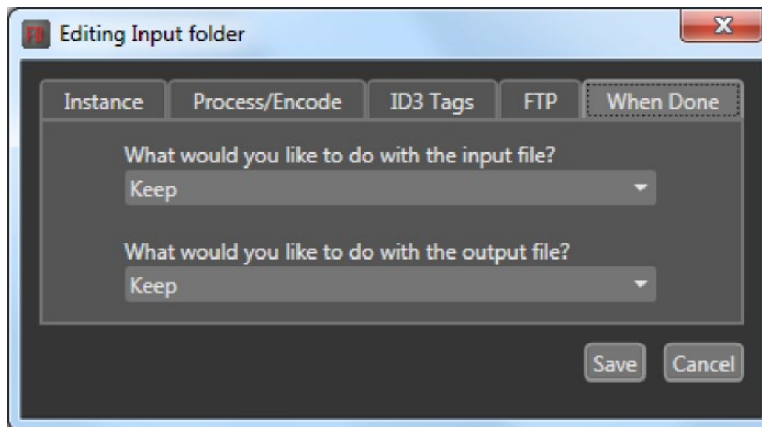 Editing Input folder
Instance Process/Encode ID3 Tags FTP When Done
What would you like to do with the input file?
Keep
What would you like to do with the output file?
Keep
Save Cancel